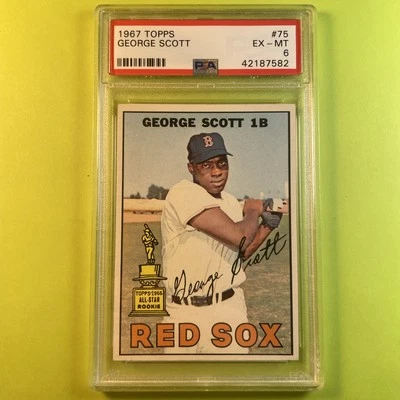 1967 TOPPS #75
GEORGE SCOTT EX - MT
6
PSA 42187582
GEORGE SCOTT 1B
B
George Scott
TOPPS 1966
ALL-STAR
ROOKIE
RED SOX